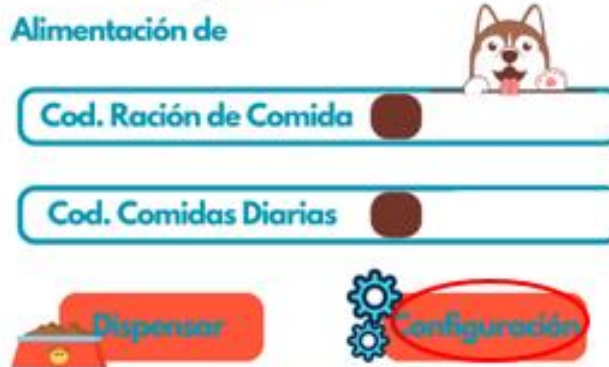 Alimentación de
Cod. Ración de Comida
Cod. Comidas Diarias
Dispensar
Configuración